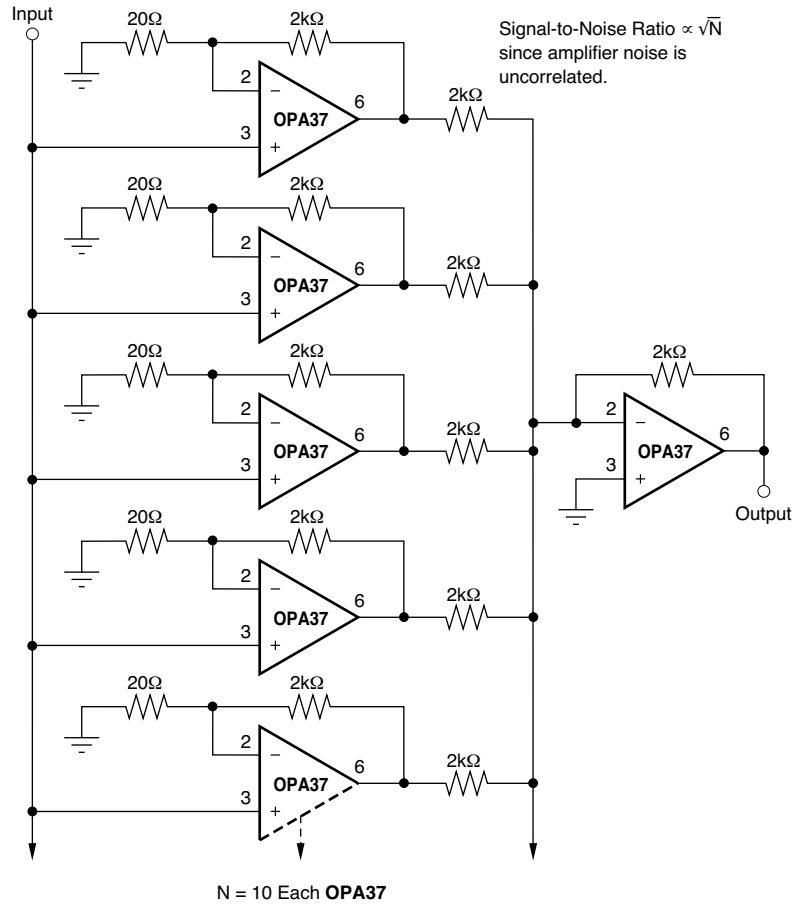 Input
20Ω
2kΩ
Signal-to-Noise Ratio ∝ √N
since amplifier noise is
uncorrelated.
2
−
OPA37
6
3
+
2kΩ
20Ω
2kΩ
2
−
OPA37
6
3
+
2kΩ
20Ω
2kΩ
2
−
OPA37
6
3
+
2kΩ
2kΩ
2
−
OPA37
6
3
+
Output
20Ω
2kΩ
2
−
OPA37
6
3
+
2kΩ
20Ω
2kΩ
2
−
OPA37
6
3
+
2kΩ
N = 10 Each OPA37